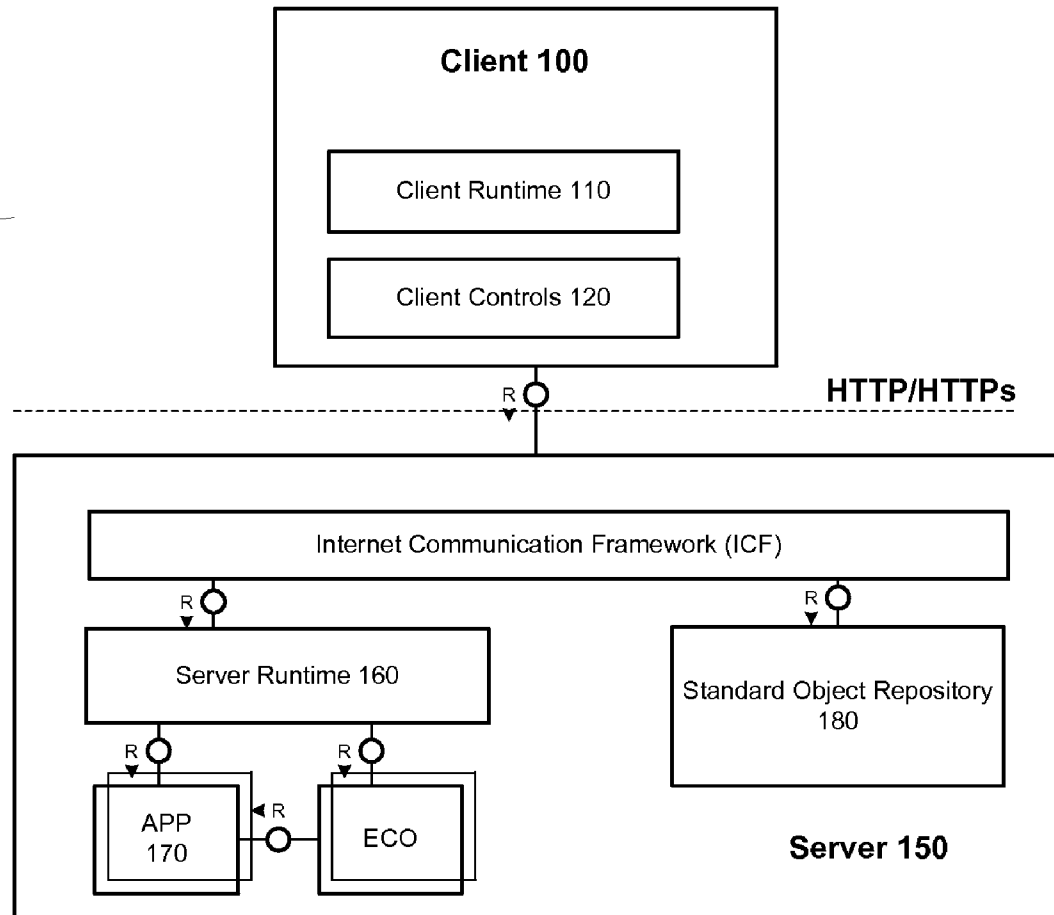 Client 100
Client Runtime 110
Client Controls 120
R
HTTP/HTTPs
Internet Communication Framework (ICF)
R
R
Server Runtime 160
Standard Object Repository
180
R
R
R
APP
170
ECO
Server 150